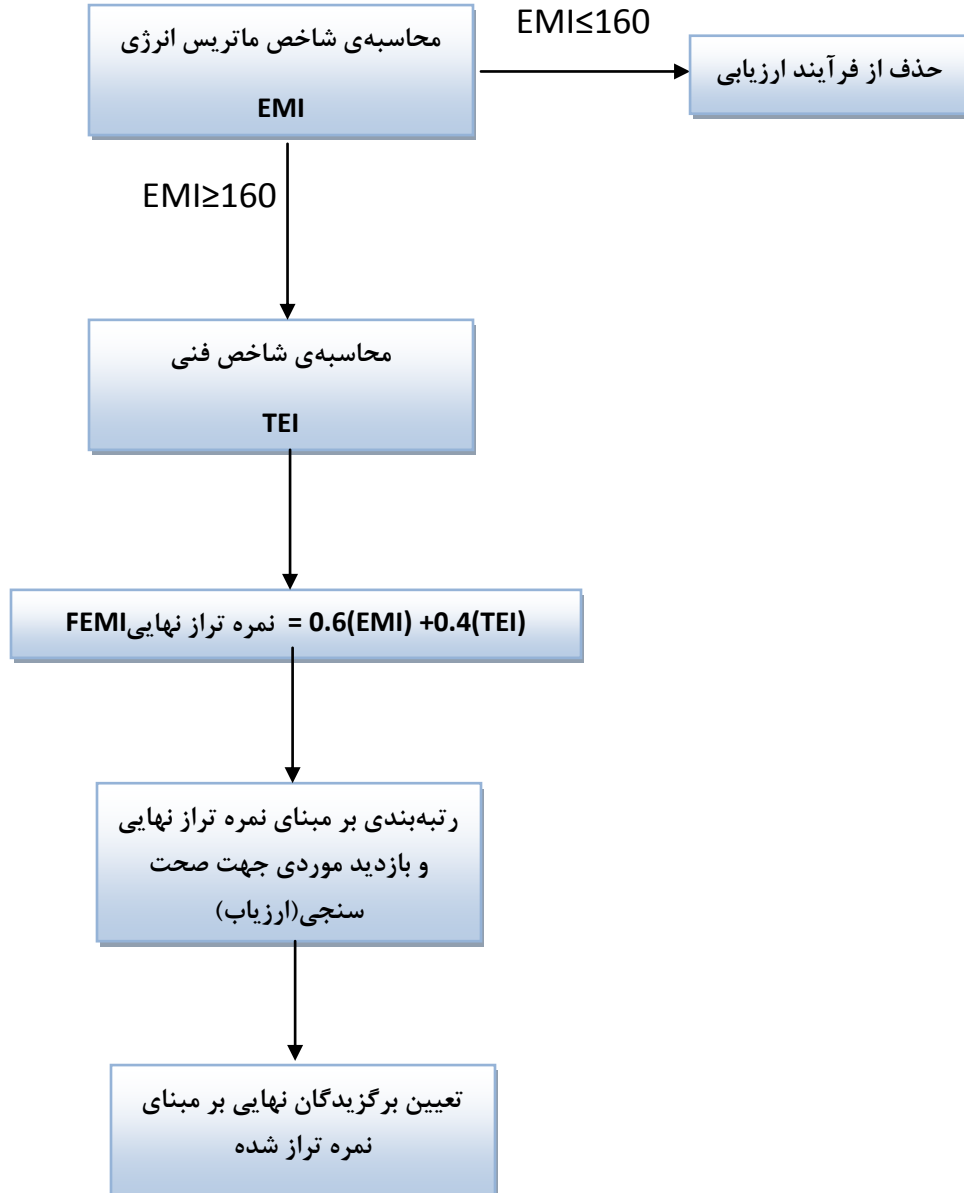 محاسبه‌ی شاخص ماتریس انرژی
EMI
EMI≤160
حذف از فرآیند ارزیابی
EMI≥160
محاسبه‌ی شاخص فنی
TEI
FEMIنمره تراز نهایی = 0.6(EMI) +0.4(TEI)
رتبه‌بندی بر مبنای نمره تراز نهایی
و بازدید موردی جهت صحت
سنجی(ارزیاب)
تعیین برگزیدگان نهایی بر مبنای
نمره تراز شده